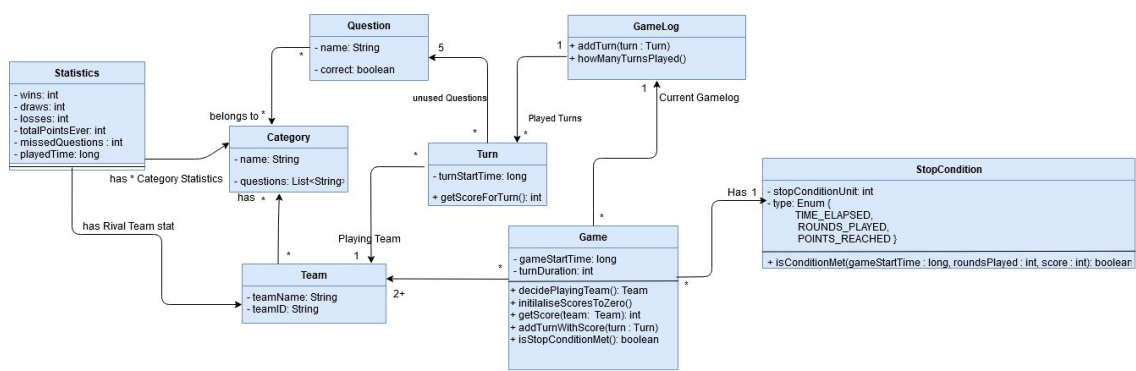 Question
- name: String
- correct: boolean
GameLog
+ addTurn(turn : Turn)
+ howManyTurnsPlayed()
Statistics
- wins: int
- draws: int
- losses: int
- totalPointsEver: int
- missedQuestions : int
- playedTime: long
*
5
1
1
Current Gamelog
unused Questions
belongs to *
Played Turns
*
*
Category
- name: String
- questions: List<String>
has * Category Statistics
has *
Turn
- turnStartTime: long
+ getScoreForTurn(): int
*
StopCondition
- stopConditionUnit: int
- type: Enum {
TIME_ELAPSED,
ROUNDS_PLAYED,
POINTS_REACHED }
+ isConditionMet(gameStartTime : long, roundsPlayed : int, score : int): boolean
Has 1
has Rival Team stat
Playing Team
1
*
*
Game
- gameStartTime: long
- turnDuration: int
+ decidePlayingTeam(): Team
+ initilaliseScoresToZero()
+ getScore(team: Team): int
+ addTurnWithScore(turn : Turn)
+ isStopConditionMet(): boolean
*
*
Team
- teamName: String
- teamID: String
2+